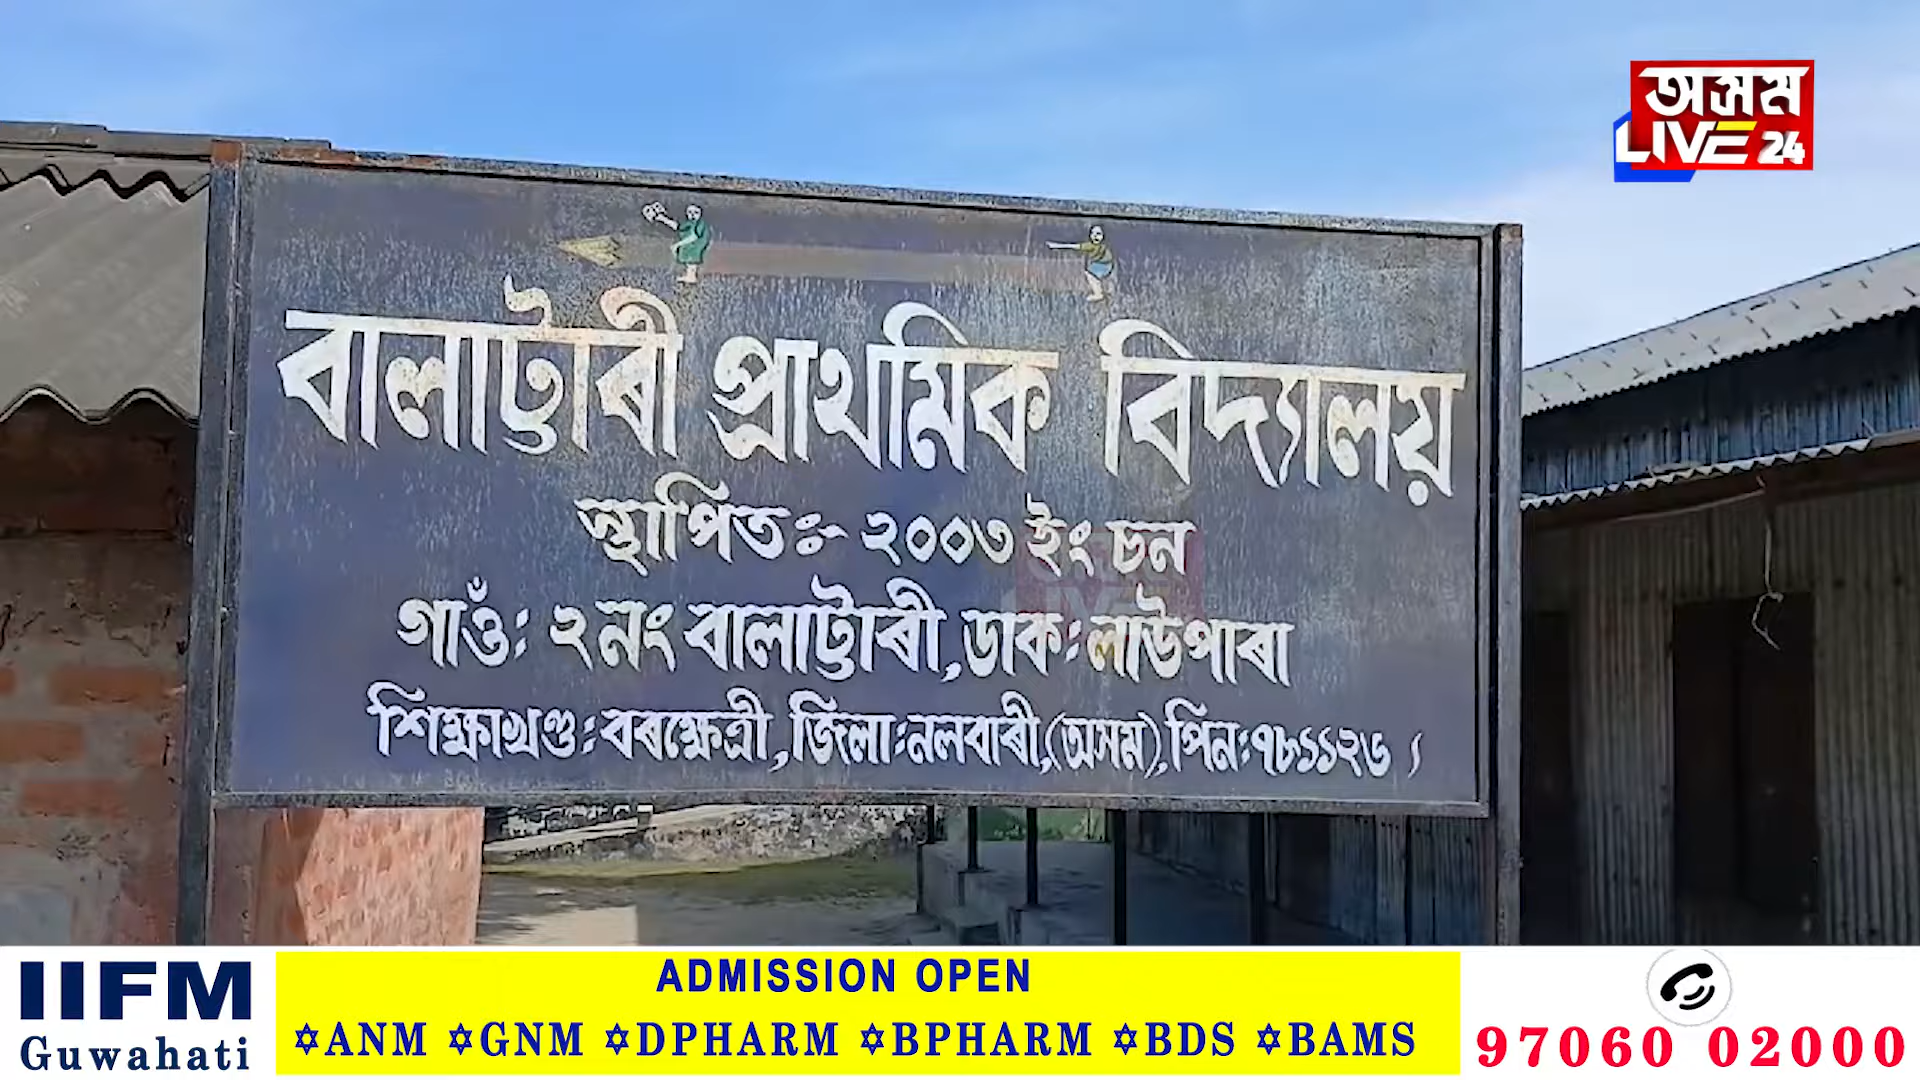 অসম
LIVE 24
বালাট্টাৰী প্ৰাথমিক বিদ্যালয়
স্থাপিতঃ- ২০০৩ ইং চন
গাওঁ: ২নং বালাট্টাৰী, ডাক: লাউপাৰা
শিক্ষাখণ্ড: বৰক্ষেত্ৰী, জিলা: নলবাৰী, (অসম), পিন: ৭৮১১২৬ ।
IIFM
Guwahati
ADMISSION OPEN
✡ANM ✡GNM ✡DPHARM ✡BPHARM ✡BDS ✡BAMS
97060 02000